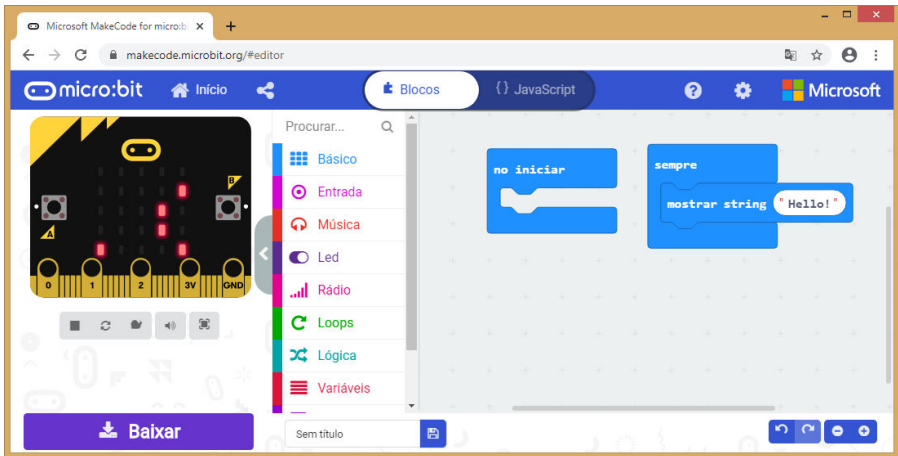 Microsoft MakeCode for micro:b
makecode.microbit.org/#editor
micro:bit
Início
Blocos
{} JavaScript
Microsoft
Procurar...
Básico
Entrada
Música
Led
Rádio
Loops
Lógica
Variáveis
no iniciar
sempre
mostrar string "Hello!"
A
B
0 1 2 3V GND
Baixar
Sem título